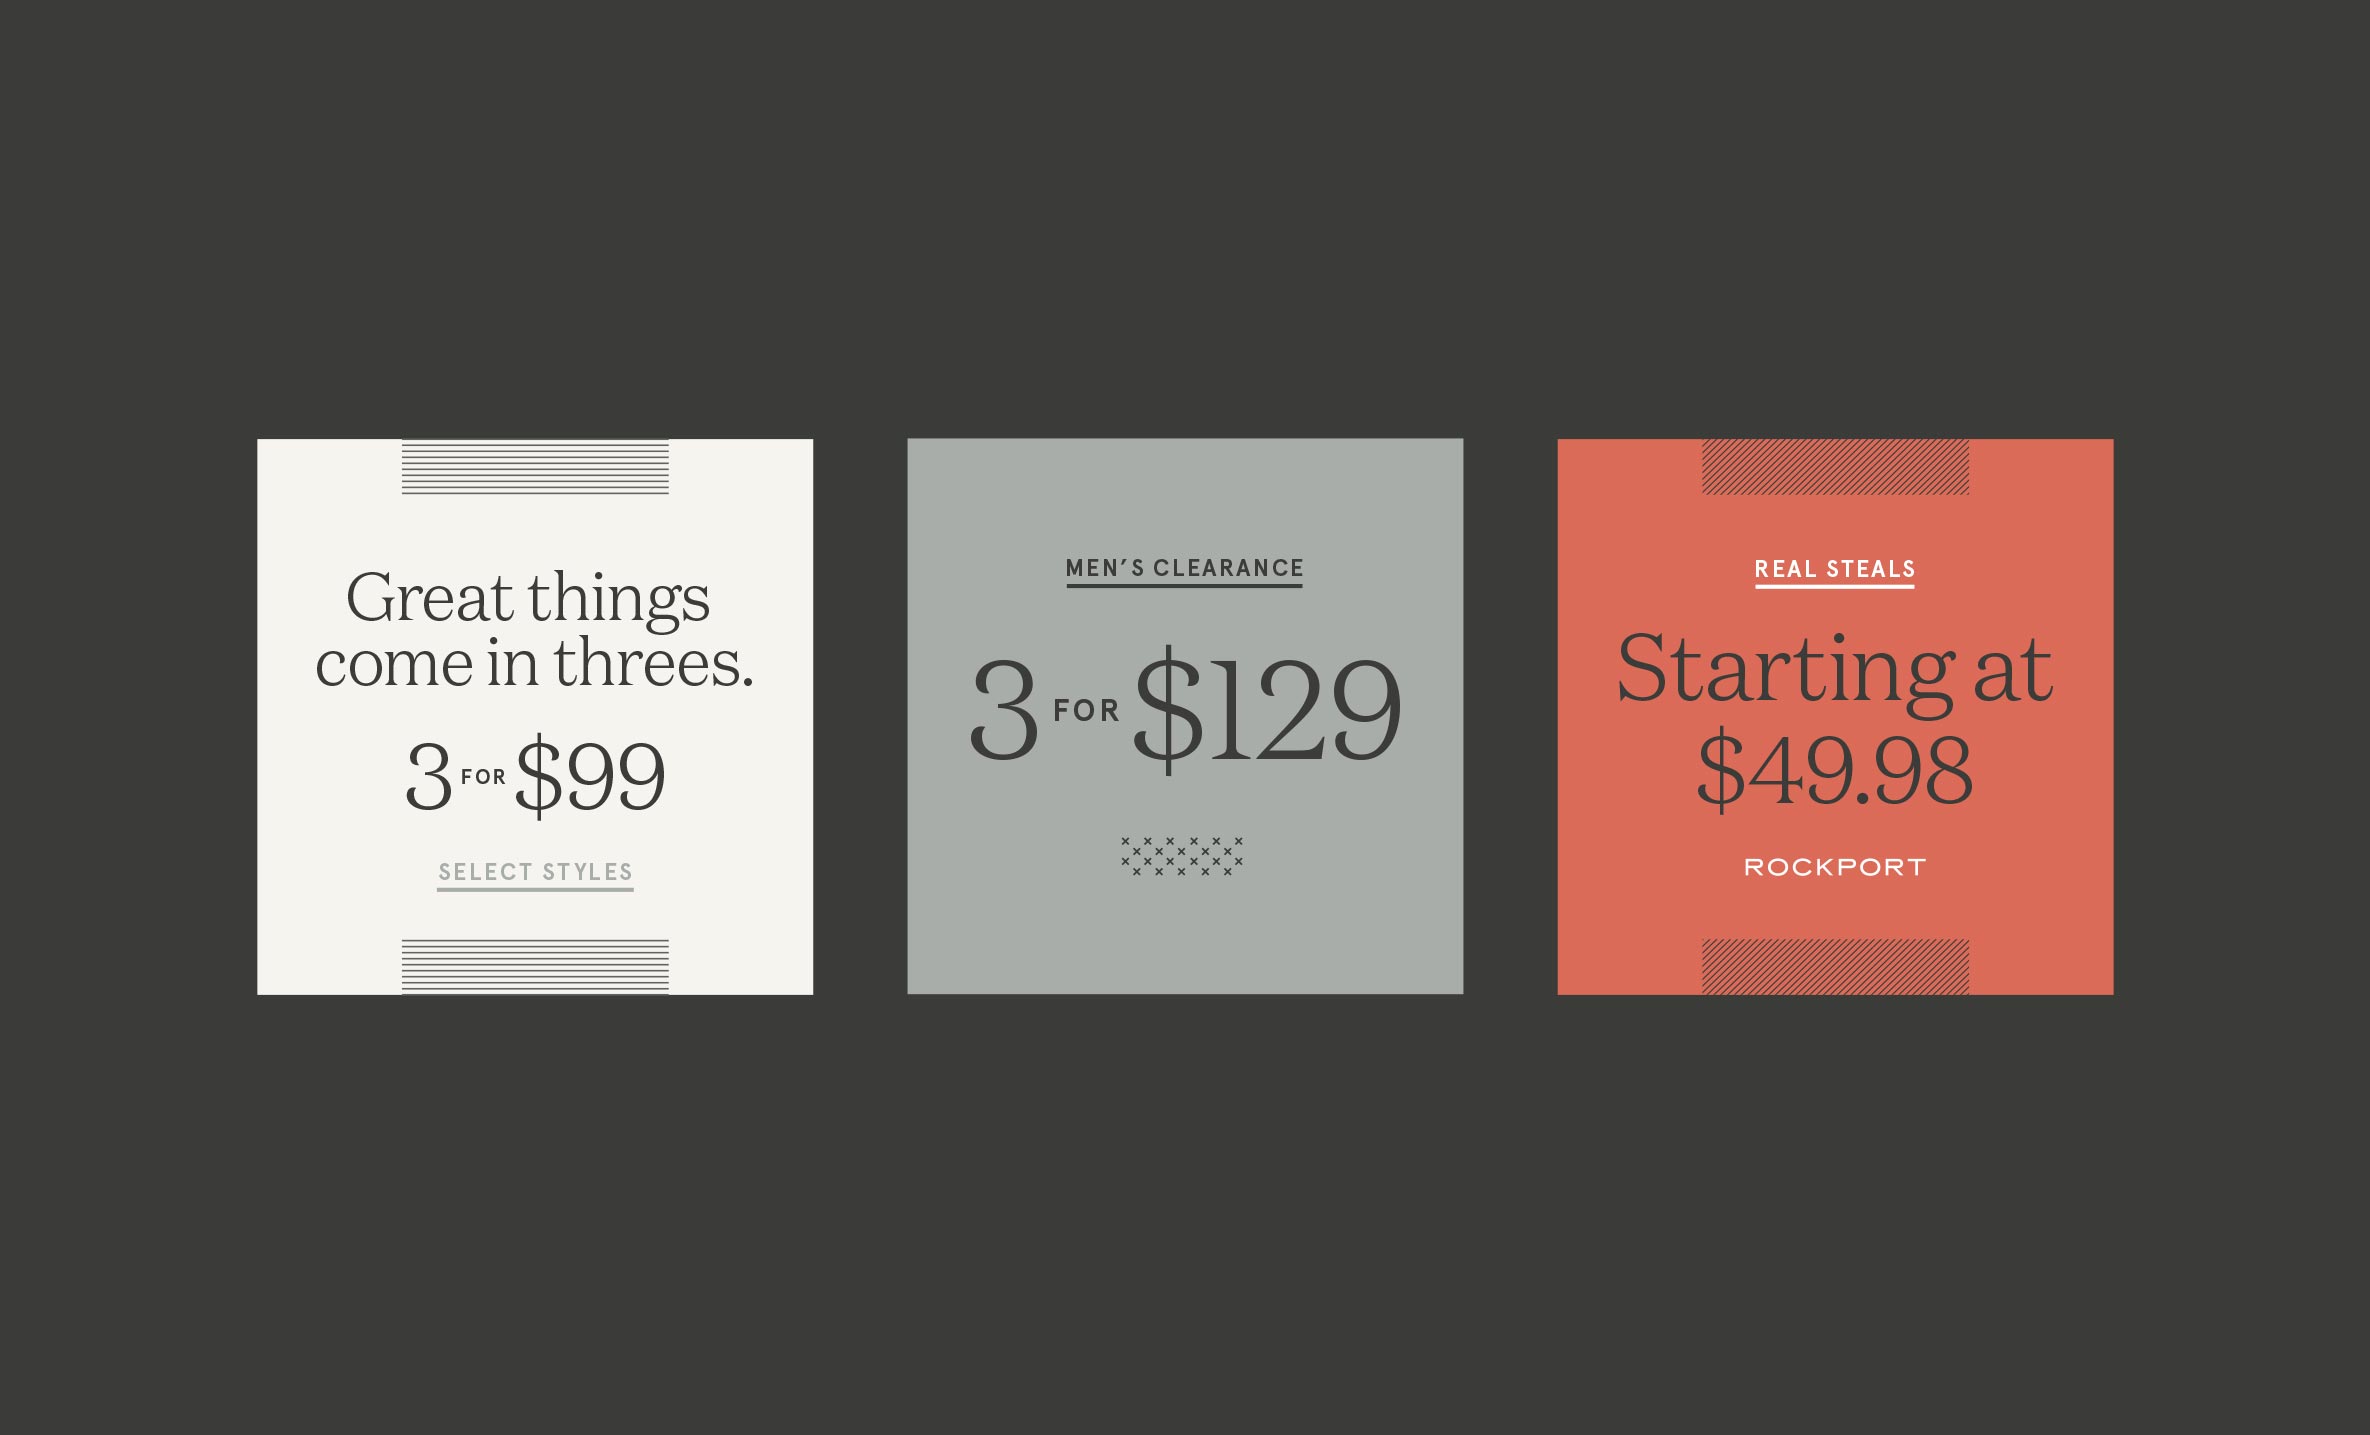 Great things
come in threes.
3 FOR $99
SELECT STYLES
MEN’S CLEARANCE
3 FOR $129
REAL STEALS
Starting at
$49.98
ROCKPORT